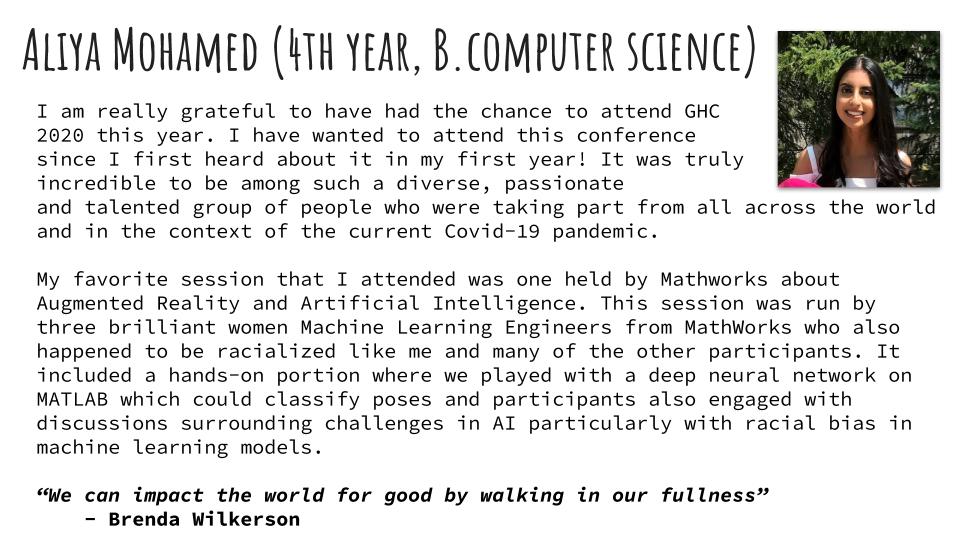 Aliya Mohamed (4th year, B.computer science)
I am really grateful to have had the chance to attend GHC
2020 this year. I have wanted to attend this conference
since I first heard about it in my first year! It was truly
incredible to be among such a diverse, passionate
and talented group of people who were taking part from all across the world
and in the context of the current Covid-19 pandemic.
My favorite session that I attended was one held by Mathworks about
Augmented Reality and Artificial Intelligence. This session was run by
three brilliant women Machine Learning Engineers from MathWorks who also
happened to be racialized like me and many of the other participants. It
included a hands-on portion where we played with a deep neural network on
MATLAB which could classify poses and participants also engaged with
discussions surrounding challenges in AI particularly with racial bias in
machine learning models.
“We can impact the world for good by walking in our fullness”
- Brenda Wilkerson